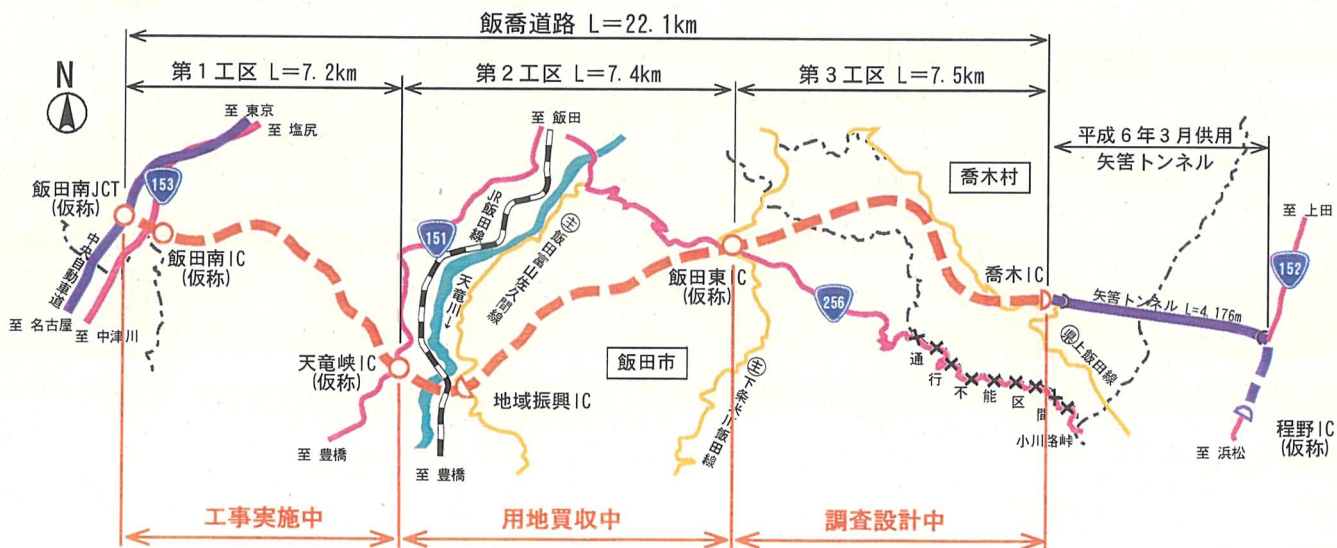 飯喬道路 L=22.1km
第1工区 L=7.2km
第2工区 L=7.4km
第3工区 L=7.5km
平成6年3月供用
矢筈トンネル
N
至 東京
至 塩尻
153
飯田南JCT
(仮称)
飯田南IC
(仮称)
中央自動車道
至 名古屋
至 中津川
至 飯田
JR飯田線
151
天竜川→
主 飯田富山佐久間線
天竜峡IC
(仮称)
地域振興IC
至 豊橋
至 豊橋
飯田市
飯田東IC
(仮称)
256
喬木村
喬木IC
矢筈トンネル L=4,176m
県 上飯田線
通行不能区間
小川路峠
至 上田
152
程野IC
(仮称)
至 浜松
工事実施中
用地買収中
調査設計中